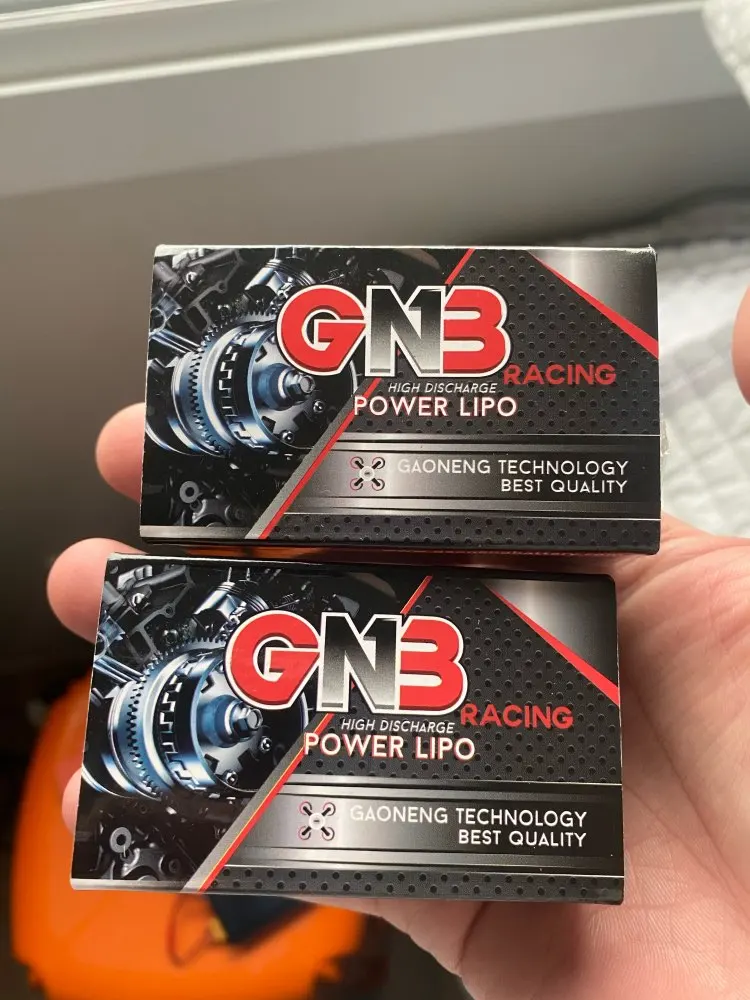 GNB
RACING
HIGH DISCHARGE
POWER LIPO
GAONENG TECHNOLOGY
BEST QUALITY
GNB
RACING
HIGH DISCHARGE
POWER LIPO
GAONENG TECHNOLOGY
BEST QUALITY